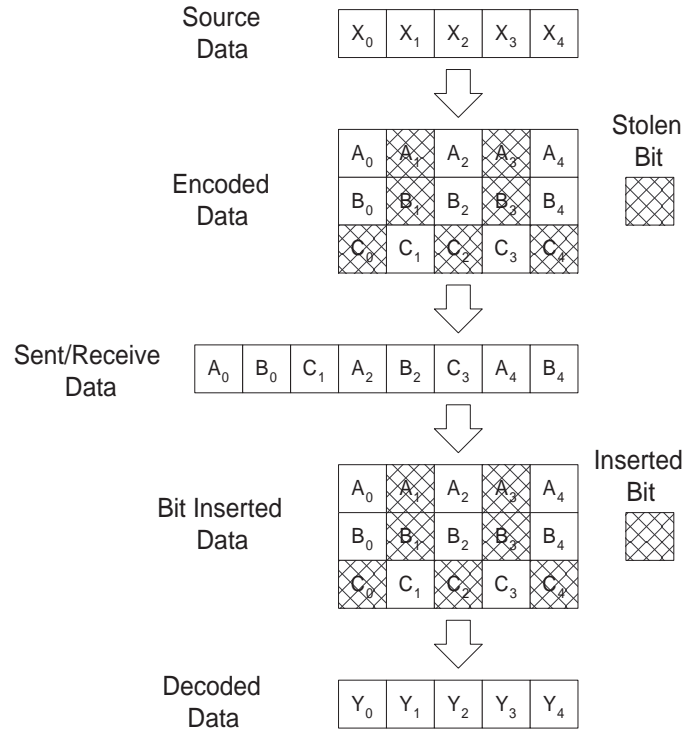 Source
Data
X0 X1 X2 X3 X4
Encoded
Data
A0 A1 A2 A3 A4
B0 B1 B2 B3 B4
C0 C1 C2 C3 C4
Stolen
Bit
Sent/Receive
Data
A0 B0 C1 A2 B2 C3 A4 B4
Bit Inserted
Data
A0 A1 A2 A3 A4
B0 B1 B2 B3 B4
C0 C1 C2 C3 C4
Inserted
Bit
Decoded
Data
Y0 Y1 Y2 Y3 Y4